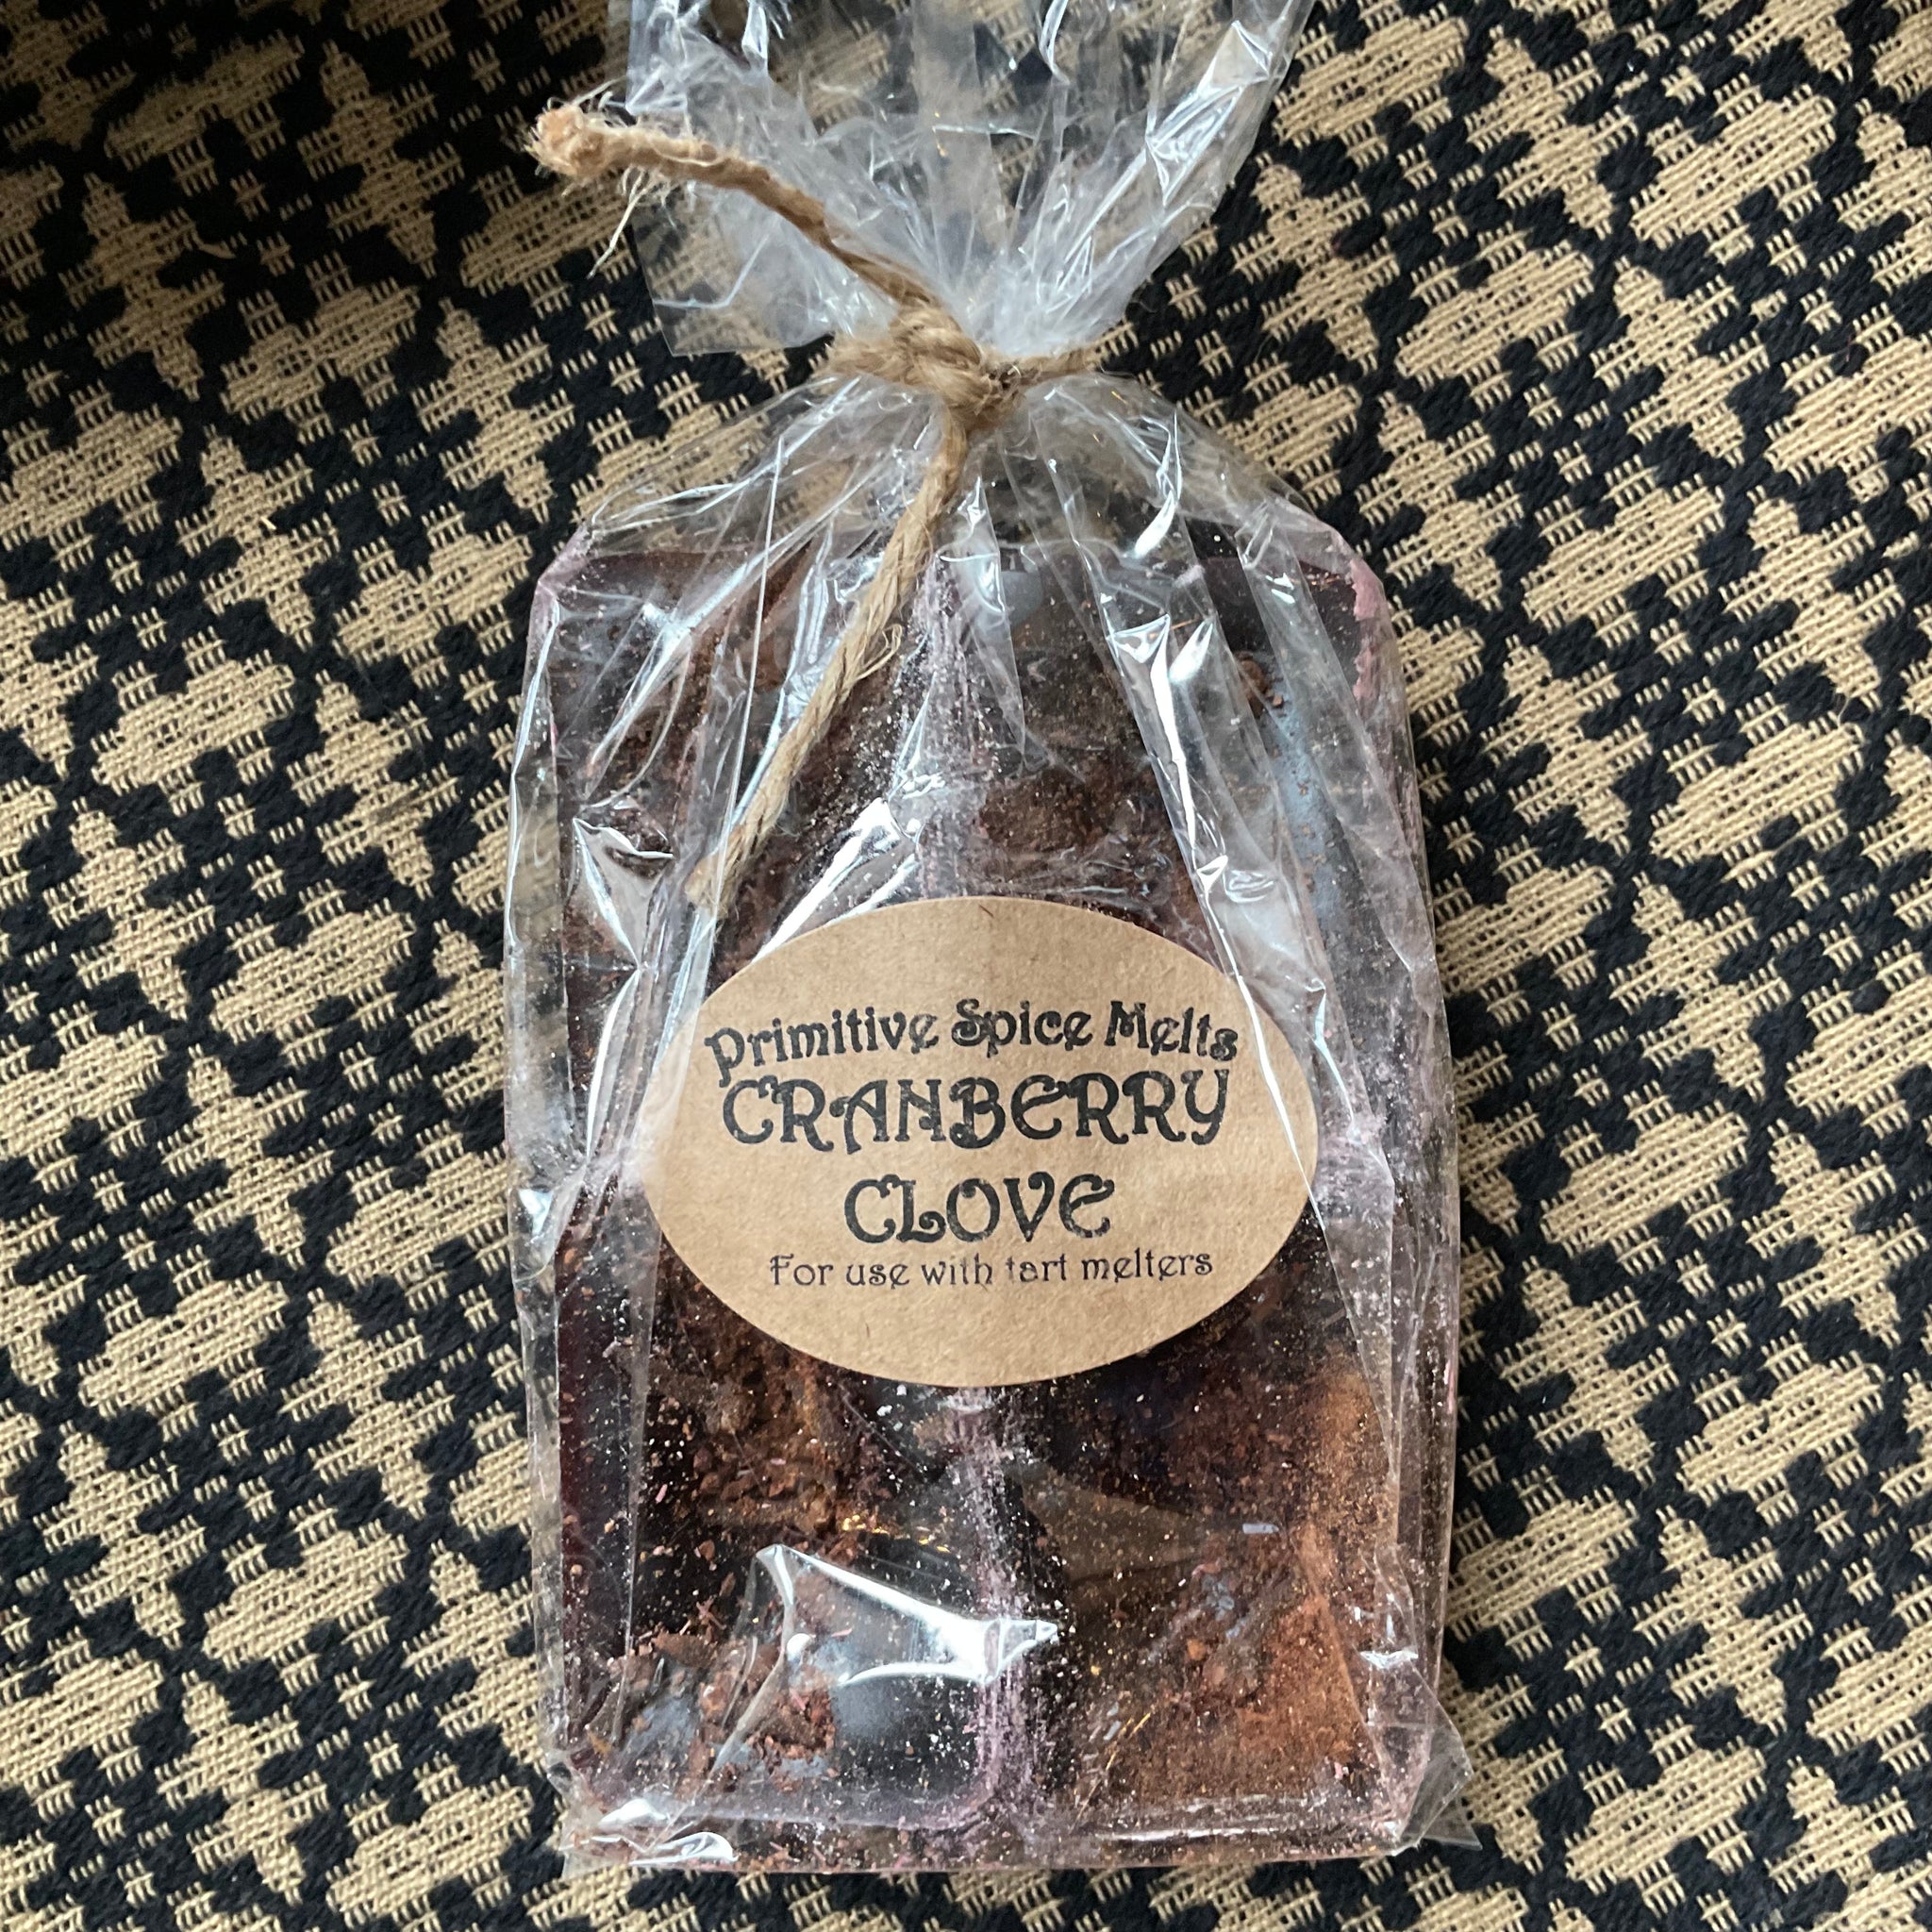 Primitive Spice Melts
CRANBERRY
CLOVE
For use with tart melters